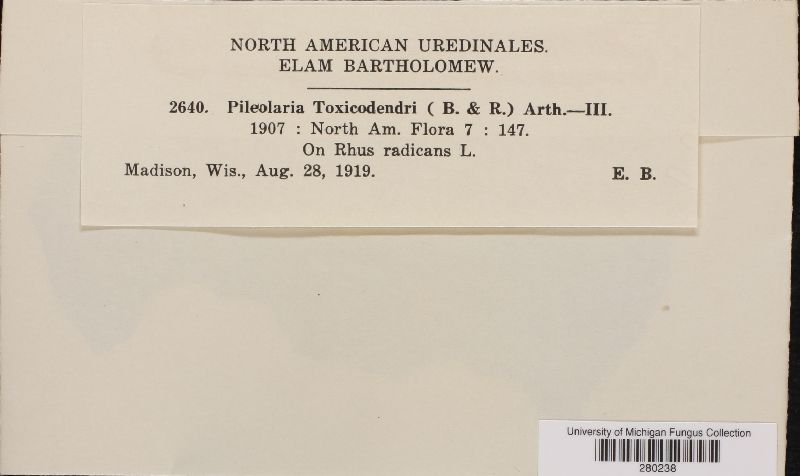 NORTH AMERICAN UREDINALES.
ELAM BARTHOLOMEW.
2640. Pileolaria Toxicodendri ( B. & R.) Arth.—III.
1907 : North Am. Flora 7 : 147.
On Rhus radicans L.
Madison, Wis., Aug. 28, 1919. E. B.
University of Michigan Fungus Collection
280238